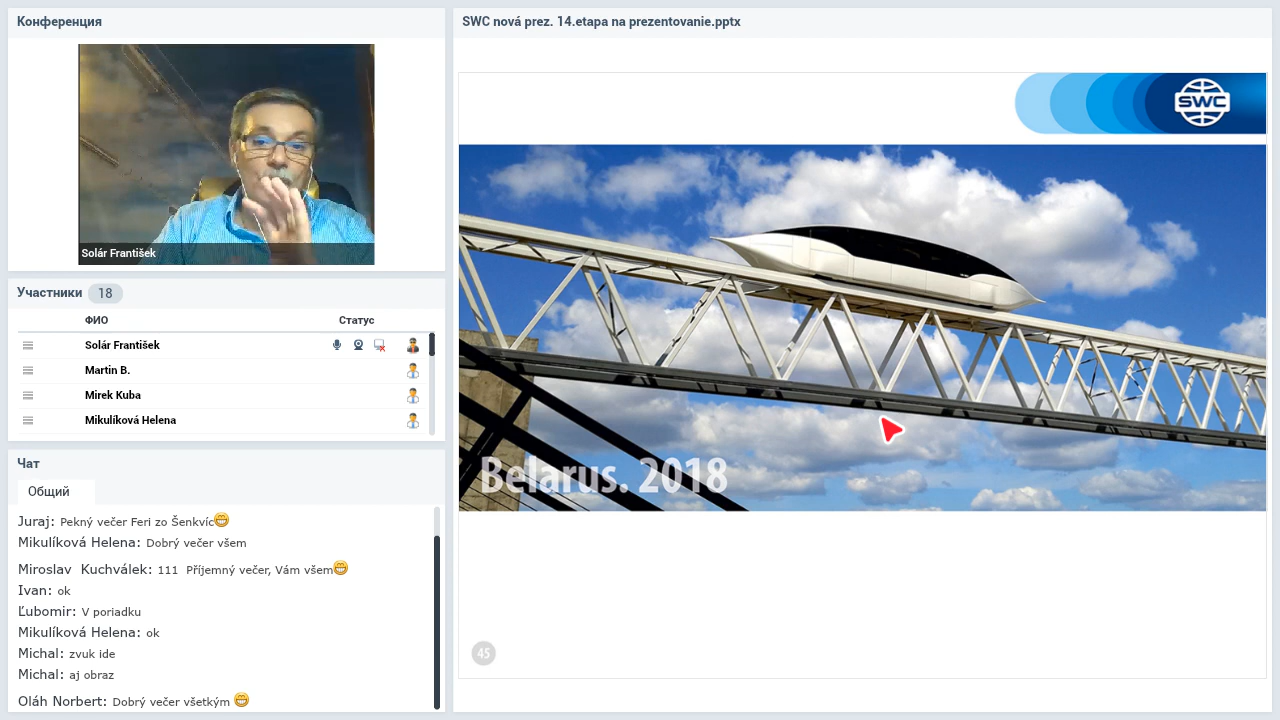 Конференция
Solár František
Участники 18
ФИО Статус
Solár František
Martin B.
Mirek Kuba
Mikulíková Helena
Чат
Общий
Juraj: Pekný večer Feri zo Šenkvíc
Mikulíková Helena: Dobrý večer všem
Miroslav Kuchválek: 111 Příjemný večer, Vám všem
Ivan: ok
Ľubomir: V poriadku
Mikulíková Helena: ok
Michal: zvuk ide
Michal: aj obraz
Oláh Norbert: Dobrý večer všetkým
SWC nová prez. 14.etapa na prezentovanie.pptx
SWC
Belarus. 2018
45